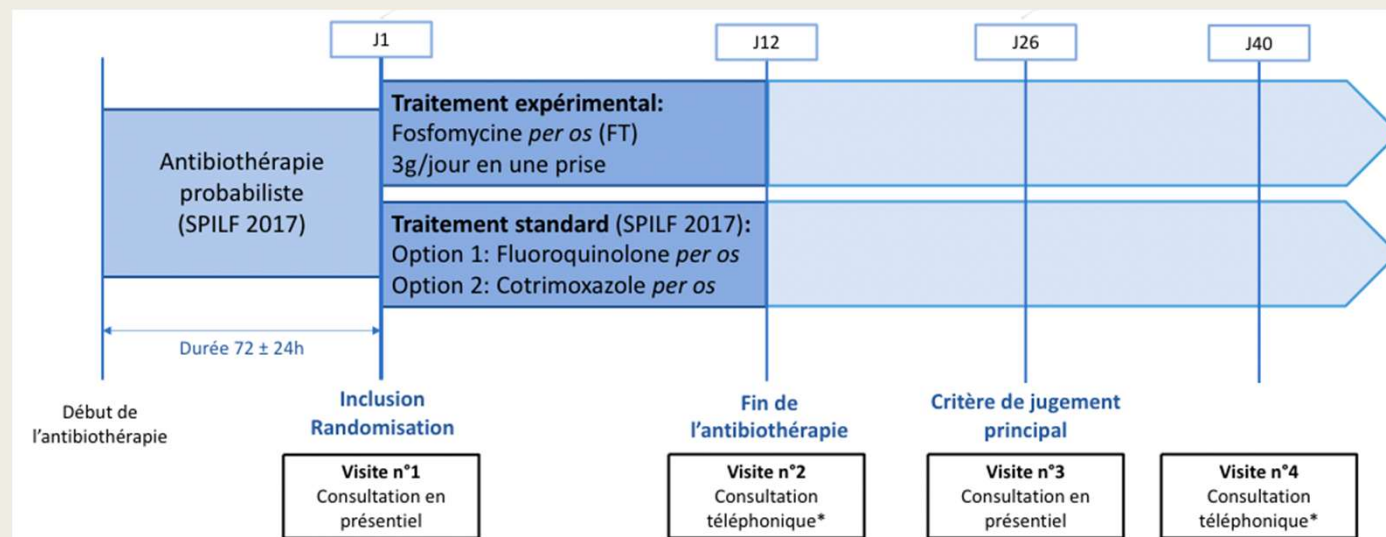 J1
J12
J26
J40
Antibiothérapie
probabiliste
(SPILF 2017)
Traitement expérimental:
Fosfomycine per os (FT)
3g/jour en une prise
Traitement standard (SPILF 2017):
Option 1: Fluoroquinolone per os
Option 2: Cotrimoxazole per os
Durée 72 ± 24h
Début de
l'antibiothérapie
Inclusion
Randomisation
Fin de
l'antibiothérapie
Critère de jugement
principal
Visite n°1
Consultation en
présentiel
Visite n°2
Consultation
téléphonique*
Visite n°3
Consultation en
présentiel
Visite n°4
Consultation
téléphonique*